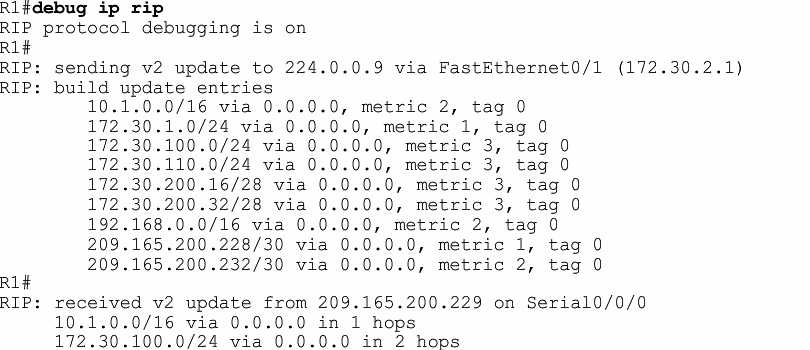 R1#debug ip rip
RIP protocol debugging is on
R1#
RIP: sending v2 update to 224.0.0.9 via FastEthernet0/1 (172.30.2.1)
RIP: build update entries
10.1.0.0/16 via 0.0.0.0, metric 2, tag 0
172.30.1.0/24 via 0.0.0.0, metric 1, tag 0
172.30.100.0/24 via 0.0.0.0, metric 3, tag 0
172.30.110.0/24 via 0.0.0.0, metric 3, tag 0
172.30.200.16/28 via 0.0.0.0, metric 3, tag 0
172.30.200.32/28 via 0.0.0.0, metric 3, tag 0
192.168.0.0/16 via 0.0.0.0, metric 2, tag 0
209.165.200.228/30 via 0.0.0.0, metric 1, tag 0
209.165.200.232/30 via 0.0.0.0, metric 2, tag 0
R1#
RIP: received v2 update from 209.165.200.229 on Serial0/0/0
10.1.0.0/16 via 0.0.0.0 in 1 hops
172.30.100.0/24 via 0.0.0.0 in 2 hops